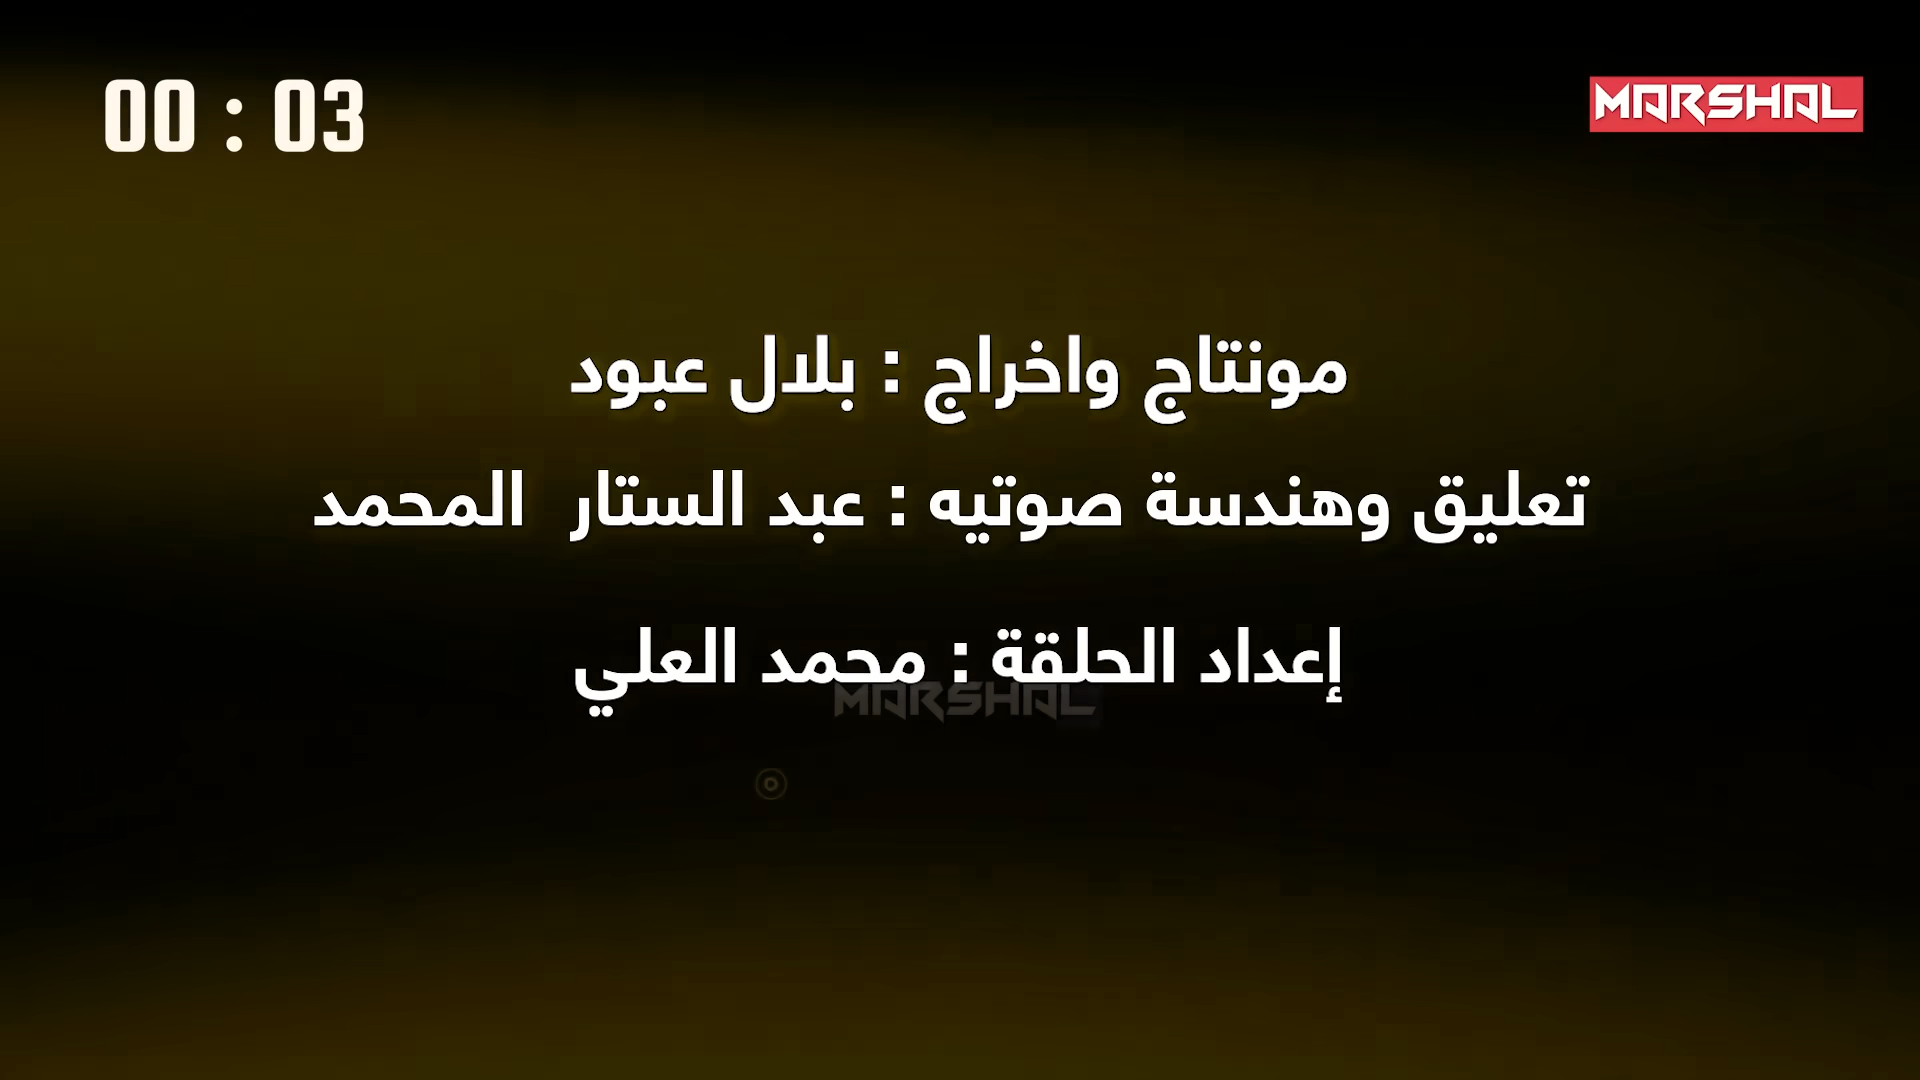 00 : 03
MARSHAL
مونتاج واخراج : بلال عبود
تعليق وهندسة صوتيه : عبد الستار المحمد
إعداد الحلقة : محمد العلي
MARSHAL